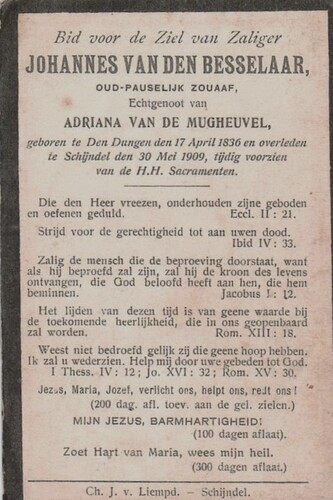 Bid voor de Ziel van Zaliger
JOHANNES VAN DEN BESSELAAR,
OUD-PAUSELIJK ZOUAAF,
Echtgenoot van
ADRIANA VAN DE MUGHEUVEL,
geboren te Den Dungen den 17 April 1836 en overleden
te Schijndel den 30 Mei 1909, tijdig voorzien
van de H.H. Sacramenten.
Die den Heer vreezen, onderhouden zijne geboden
en oefenen geduld. Eccl. II : 21.
Strijd voor de gerechtigheid tot aan uwen dood.
Ibid IV : 33.
Zalig de mensch die de beproeving doorstaat, want
als hij beproefd zal zijn, zal hij de kroon des levens
ontvangen, die God beloofd heeft aan degenen, die hem
beminnen. Jacobus I : 12.
Het lijden van dezen tijd is van geene waarde bij
de toekomende heerlijkheid, die in ons geopenbaard
zal worden. Rom. XIII : 18.
Weest niet bedroefd gelijk zij die geene hoop hebben.
Ik zal u wederzien. Help mij door uwe gebeden tot God.
I Thess. IV : 12; Jo. XVI : 32; Rom. XV : 30.
Jezus, Maria, Jozef, verlicht ons, helpt ons, redt ons!
(200 dag. afl. toev. aan de gel. zielen.)
MIJN JEZUS, BARMHARTIGHEID!
(100 dagen aflaat).
Zoet Hart van Maria, wees mijn heil.
(300 dagen aflaat.)
Ch. J. v. Liempd. – Schijndel.